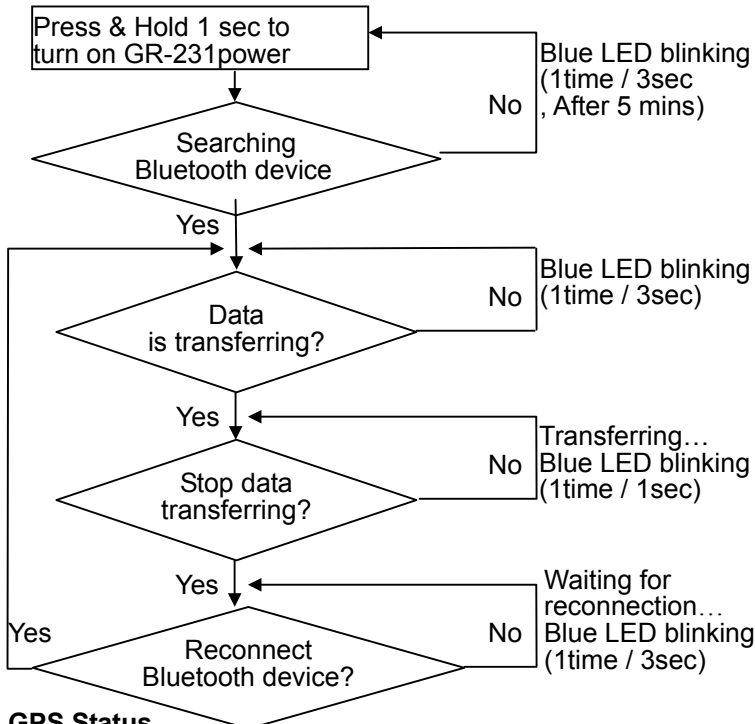 Press & Hold 1 sec to
turn on GR-231power
Blue LED blinking
(1time / 3sec
, After 5 mins)
No
Searching
Bluetooth device
Yes
Blue LED blinking
(1time / 3sec)
No
Data
is transferring?
Yes
Transferring…
Blue LED blinking
(1time / 1sec)
No
Stop data
transferring?
Yes
Waiting for
reconnection…
Blue LED blinking
(1time / 3sec)
No
Yes
Reconnect
Bluetooth device?
GPS Status